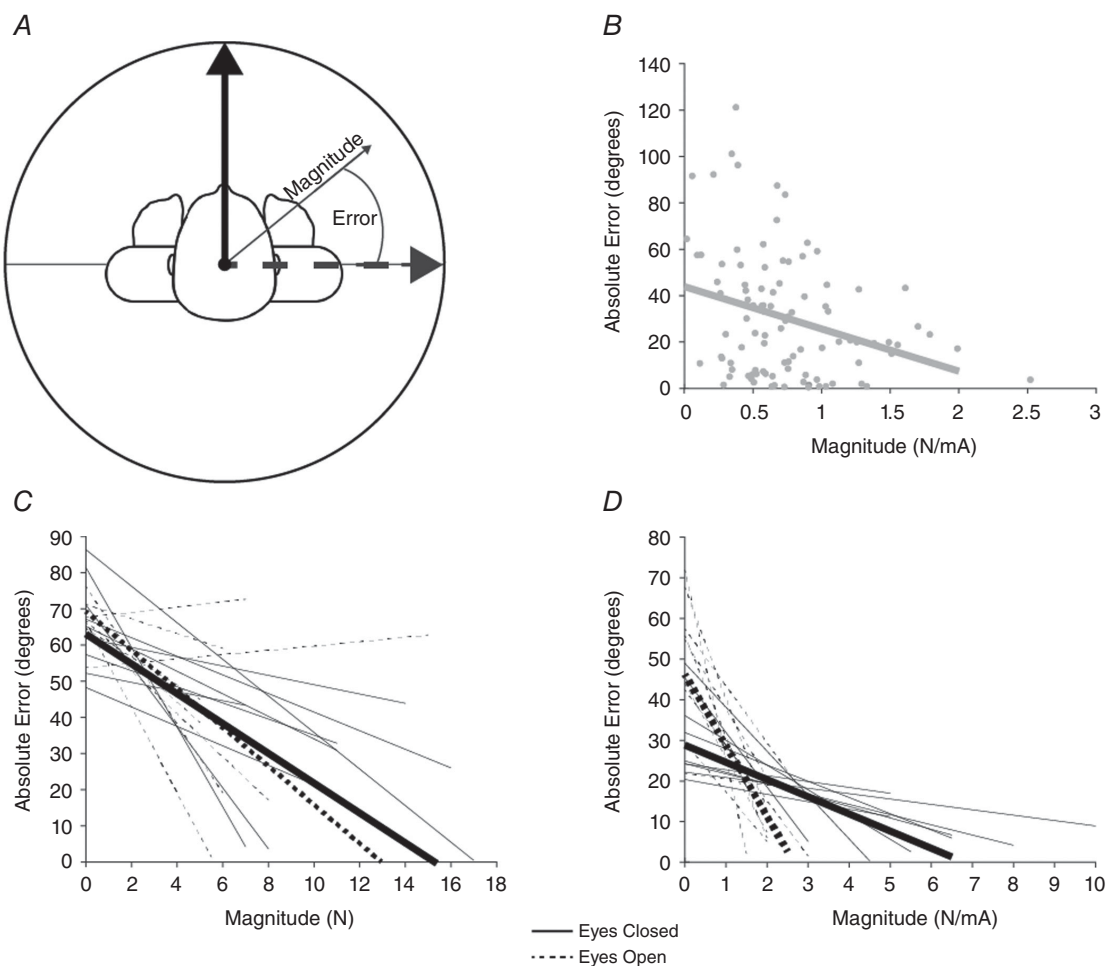 A
Magnitude
Error
B
140
120
100
80
60
40
20
0
Absolute Error (degrees)
0 0.5 1 1.5 2 2.5 3
Magnitude (N/mA)
C
90
80
70
60
50
40
30
20
10
0
Absolute Error (degrees)
0 2 4 6 8 10 12 14 16 18
Magnitude (N)
D
80
70
60
50
40
30
20
10
0
Absolute Error (degrees)
0 1 2 3 4 5 6 7 8 9 10
Magnitude (N/mA)
Eyes Closed
Eyes Open